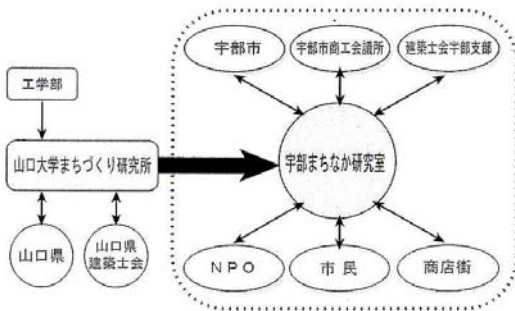 宇部市
宇部市商工会議所
建築士会宇部支部
工学部
山口大学まちづくり研究所
宇部まちなか研究室
山口県
山口県
建築士会
NPO
市民
商店街